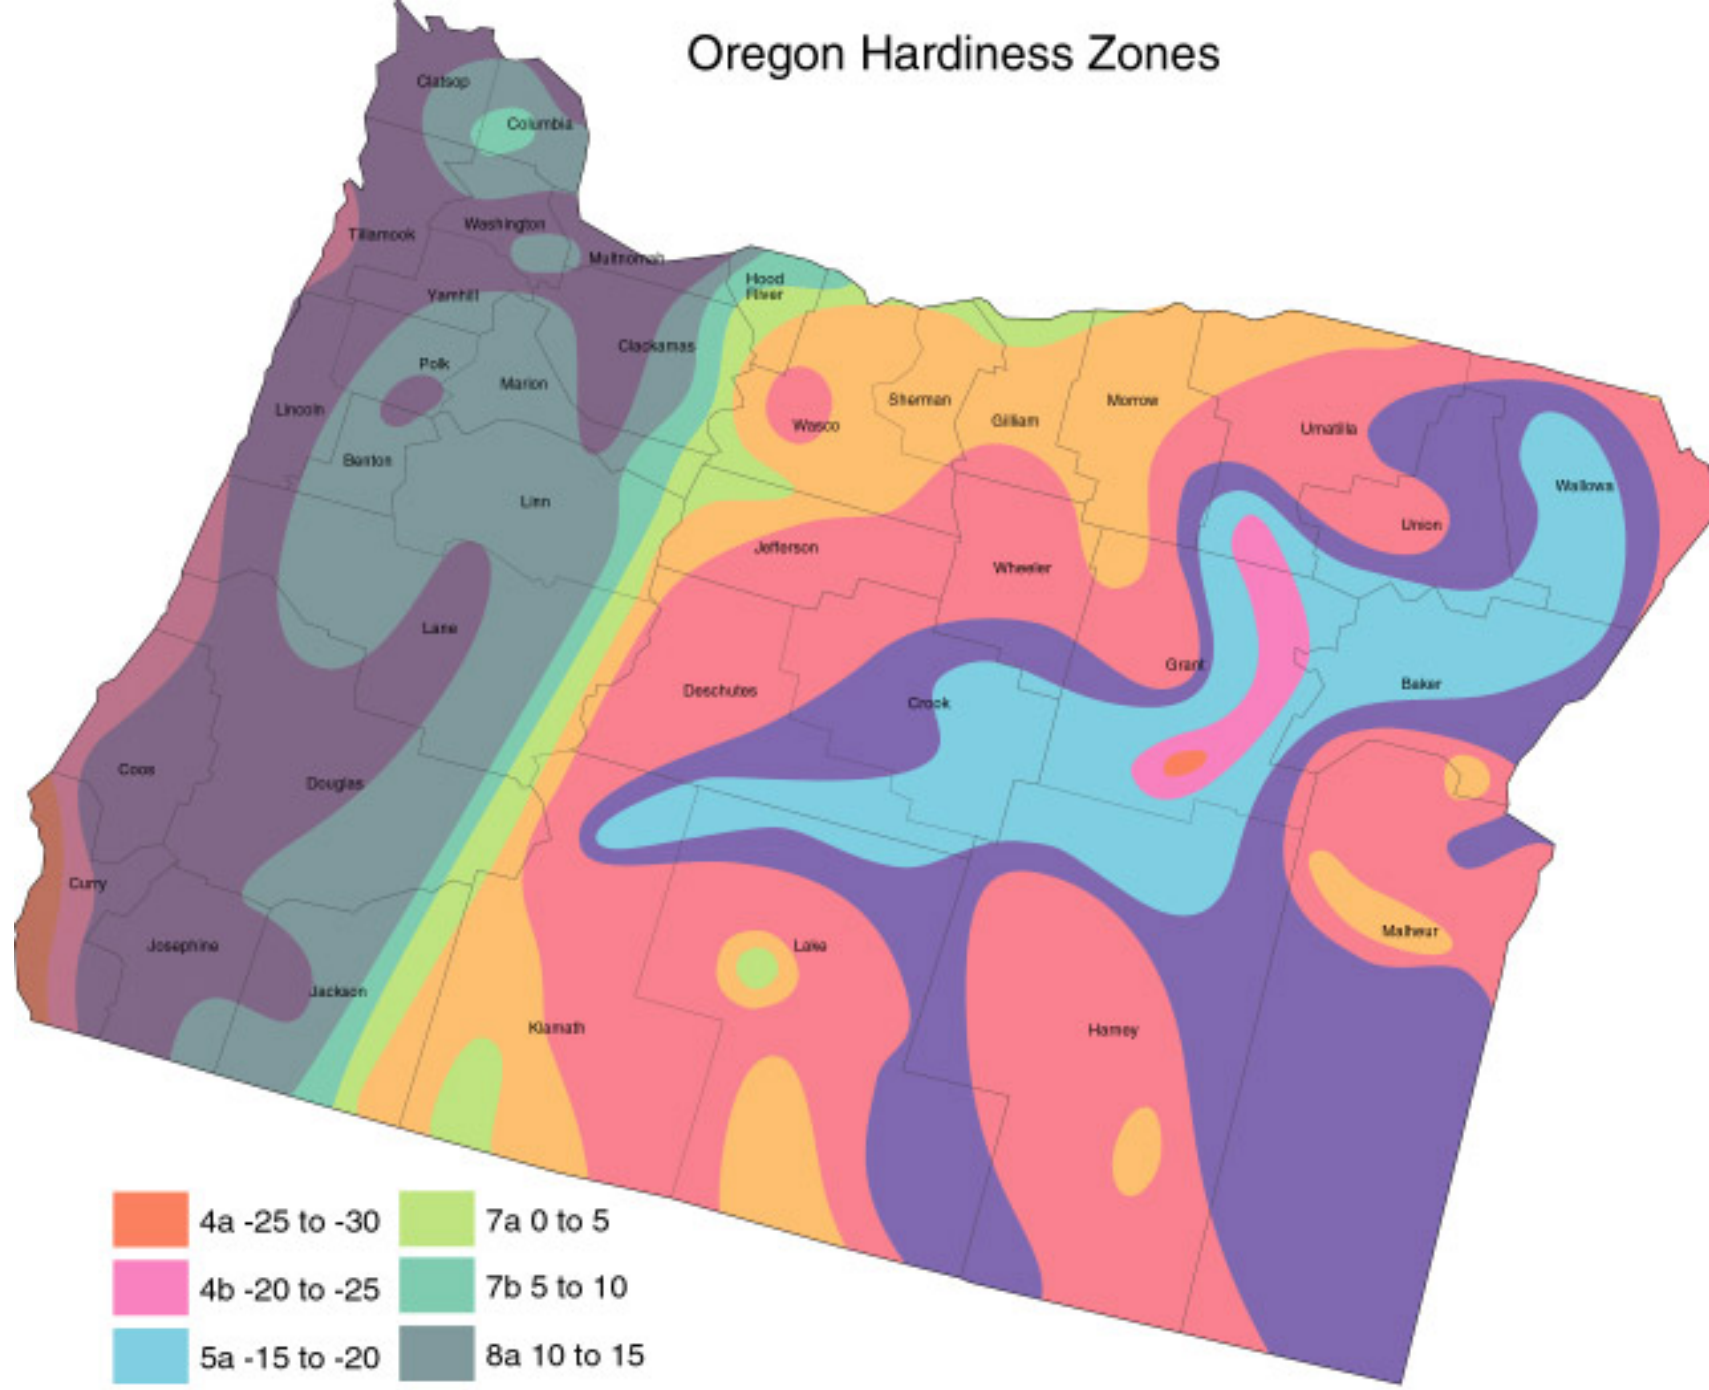 Oregon Hardiness Zones
Clatsop
Columbia
Tillamook
Washington
Multnomah
Hood
River
Yamhill
Clackamas
Polk
Marion
Lincoln
Wasco
Sherman
Gilliam
Morrow
Umatilla
Wallowa
Union
Benton
Linn
Jefferson
Wheeler
Lane
Grant
Baker
Deschutes
Crook
Coos
Douglas
Curry
Josephine
Jackson
Klamath
Lake
Harney
Malheur
4a -25 to -30
4b -20 to -25
5a -15 to -20
7a 0 to 5
7b 5 to 10
8a 10 to 15